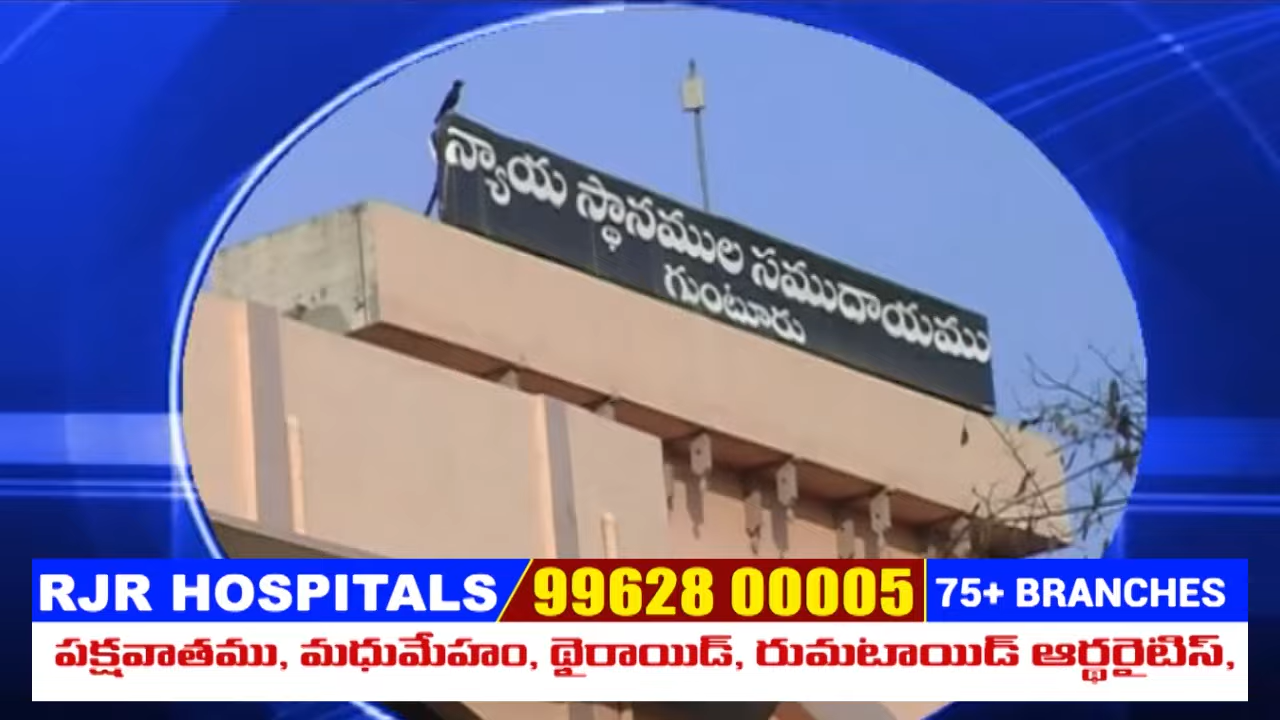 న్యాయ స్థానముల సముదాయము
గుంటూరు
RJR HOSPITALS 99628 00005 75+ BRANCHES
పక్షవాతము, మధుమేహం, థైరాయిడ్, రుమటాయిడ్ ఆర్థరైటిస్,